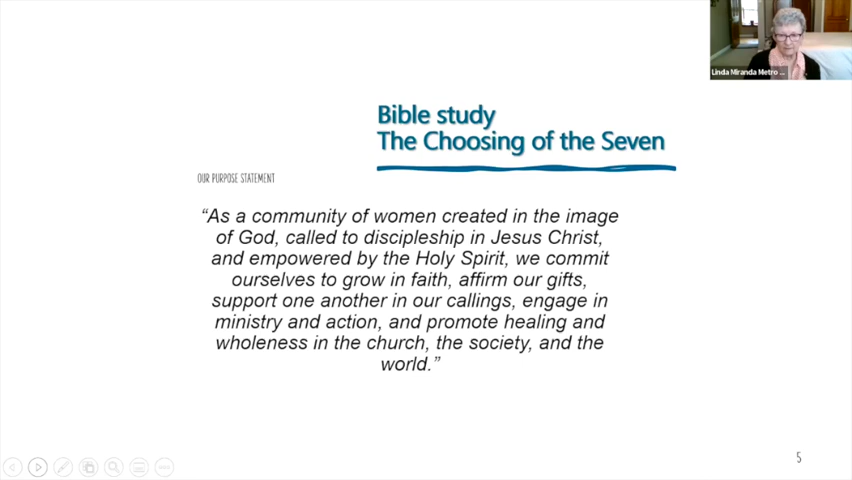 Linda Miranda Metro ...
Bible study
The Choosing of the Seven
OUR PURPOSE STATEMENT
“As a community of women created in the image
of God, called to discipleship in Jesus Christ,
and empowered by the Holy Spirit, we commit
ourselves to grow in faith, affirm our gifts,
support one another in our callings, engage in
ministry and action, and promote healing and
wholeness in the church, the society, and the
world.”
5